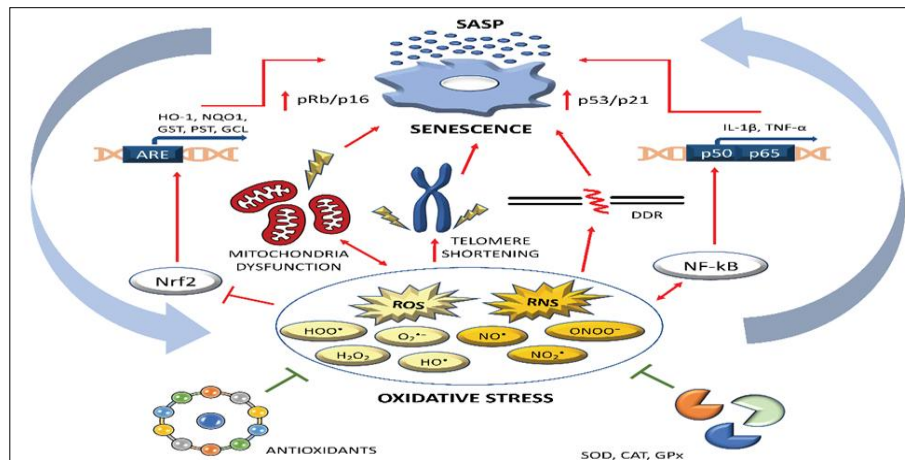 SASP
pRb/p16
p53/p21
SENESCENCE
HO-1, NQO1,
GST, PST, GCL
ARE
IL-1β, TNF-α
p50 p65
DDR
MITOCHONDRIA
DYSFUNCTION
TELOMERE
SHORTENING
Nrf2
NF-kB
ROS
RNS
HOO•
O₂•−
NO•
ONOO⁻
H₂O₂
HO•
NO₂•
OXIDATIVE STRESS
ANTIOXIDANTS
SOD, CAT, GPx